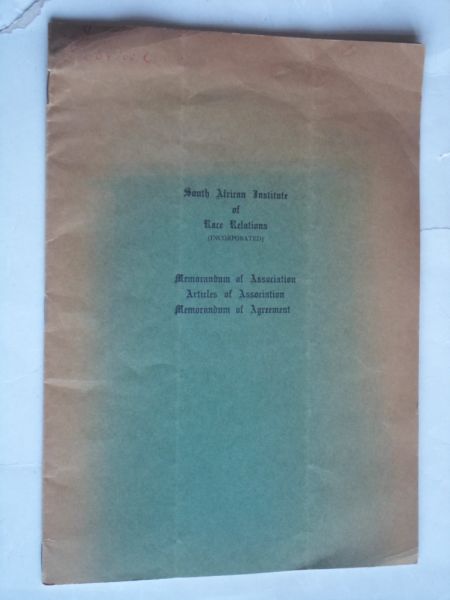 South African Institute
of
Race Relations
(INCORPORATED)
Memorandum of Association
Articles of Association
Memorandum of Agreement